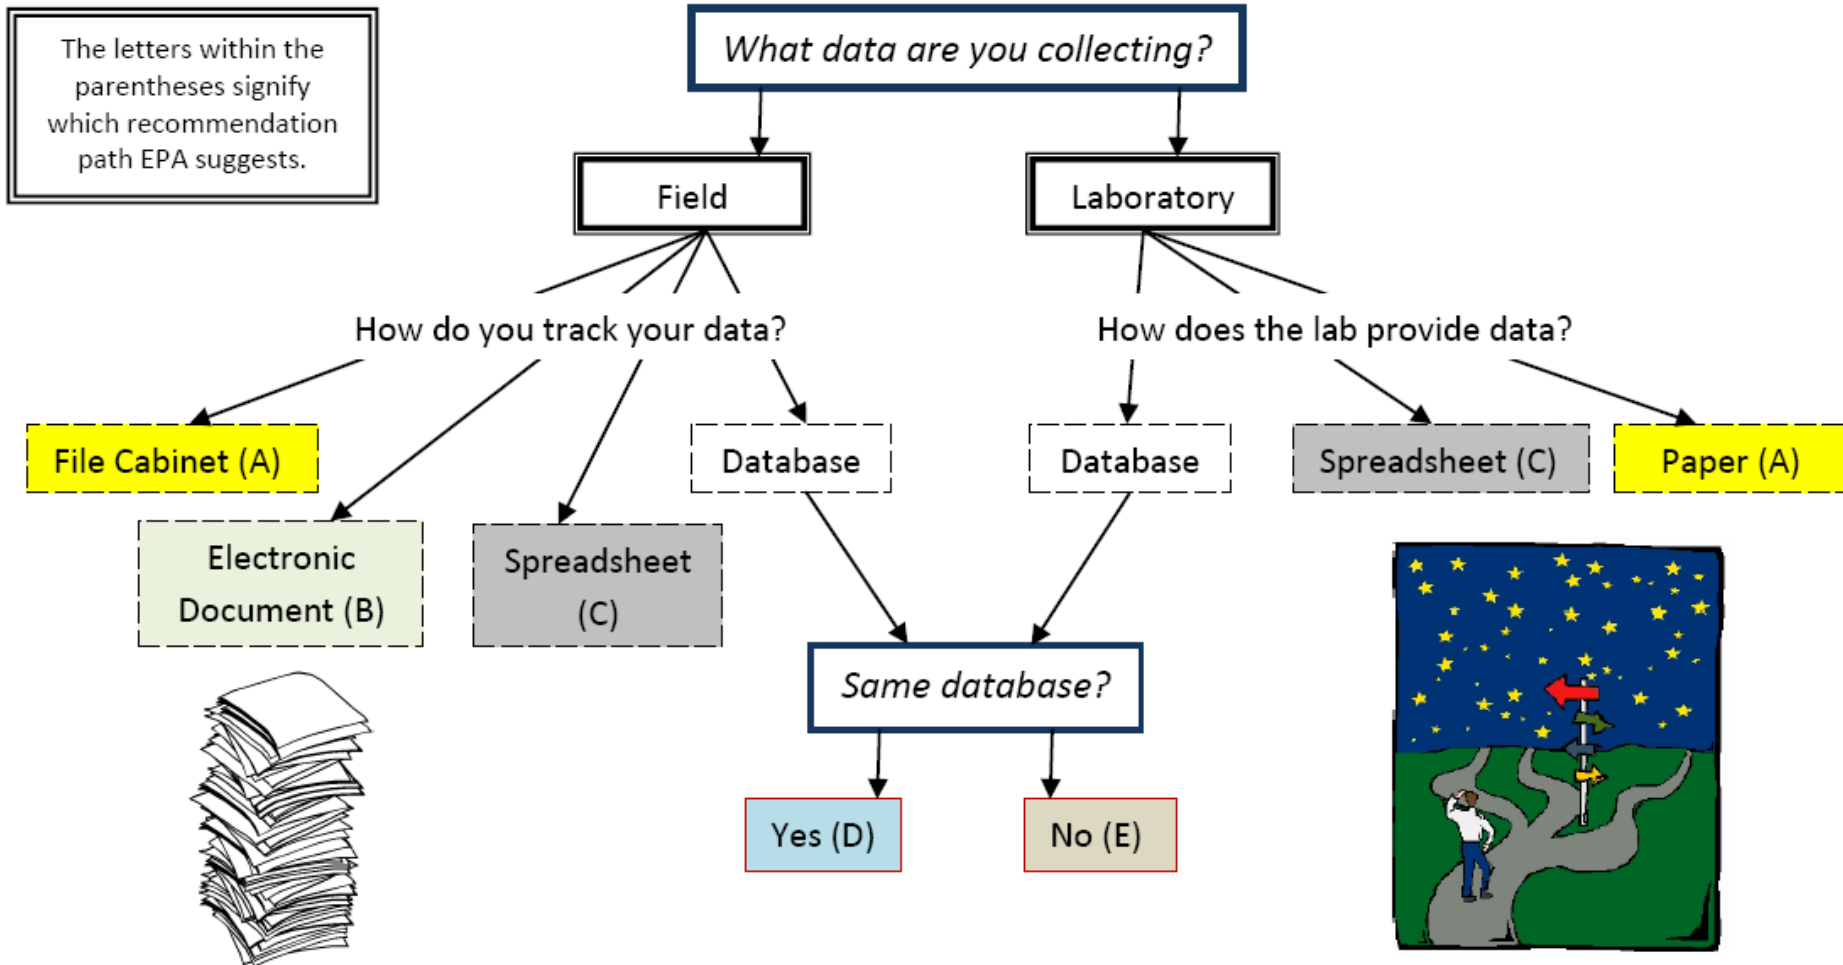 The letters within the
parentheses signify
which recommendation
path EPA suggests.
What data are you collecting?
Field
Laboratory
How do you track your data?
How does the lab provide data?
File Cabinet (A)
Electronic
Document (B)
Spreadsheet
(C)
Database
Database
Spreadsheet (C)
Paper (A)
Same database?
Yes (D)
No (E)